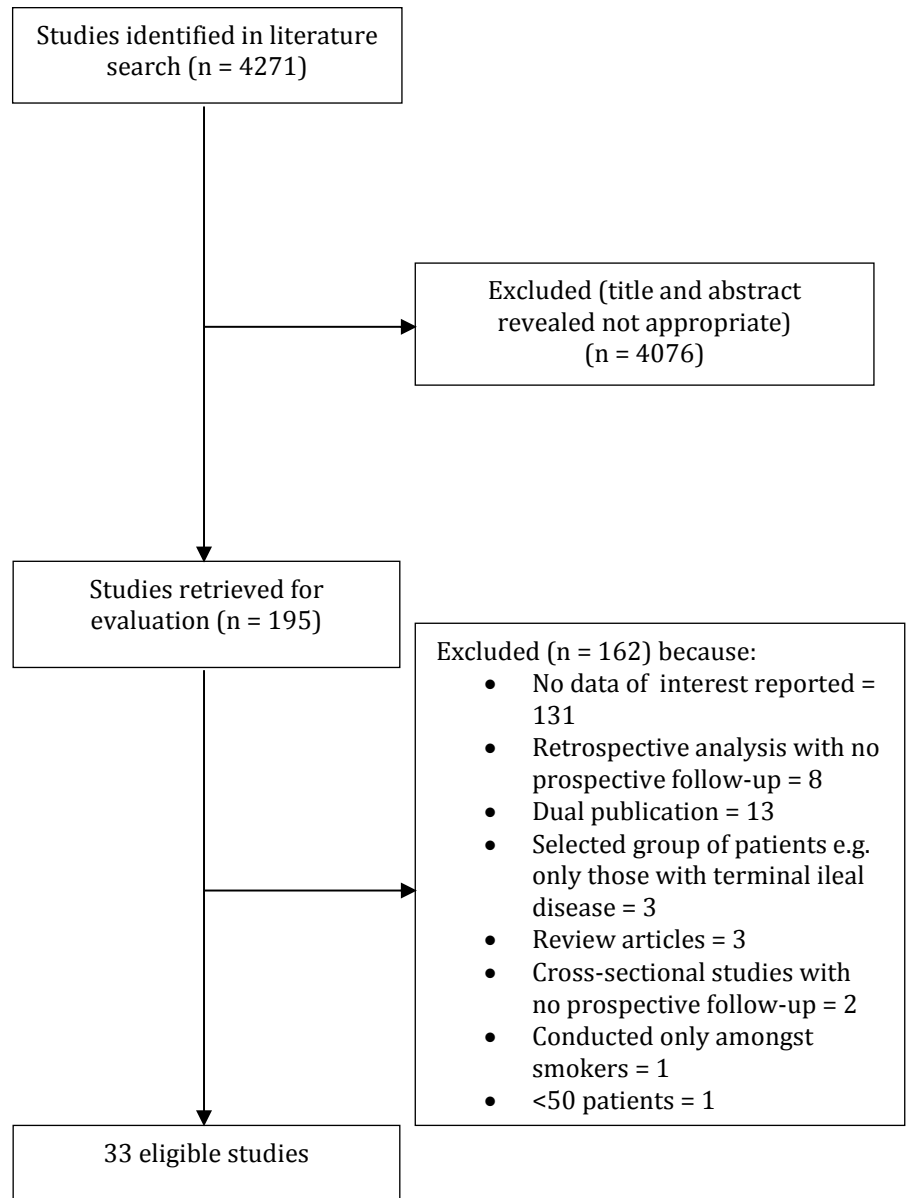 Studies identified in literature
search (n = 4271)
Excluded (title and abstract
revealed not appropriate)
(n = 4076)
Studies retrieved for
evaluation (n = 195)
Excluded (n = 162) because:
• No data of interest reported =
131
• Retrospective analysis with no
prospective follow-up = 8
• Dual publication = 13
• Selected group of patients e.g.
only those with terminal ileal
disease = 3
• Review articles = 3
• Cross-sectional studies with
no prospective follow-up = 2
• Conducted only amongst
smokers = 1
• <50 patients = 1
33 eligible studies